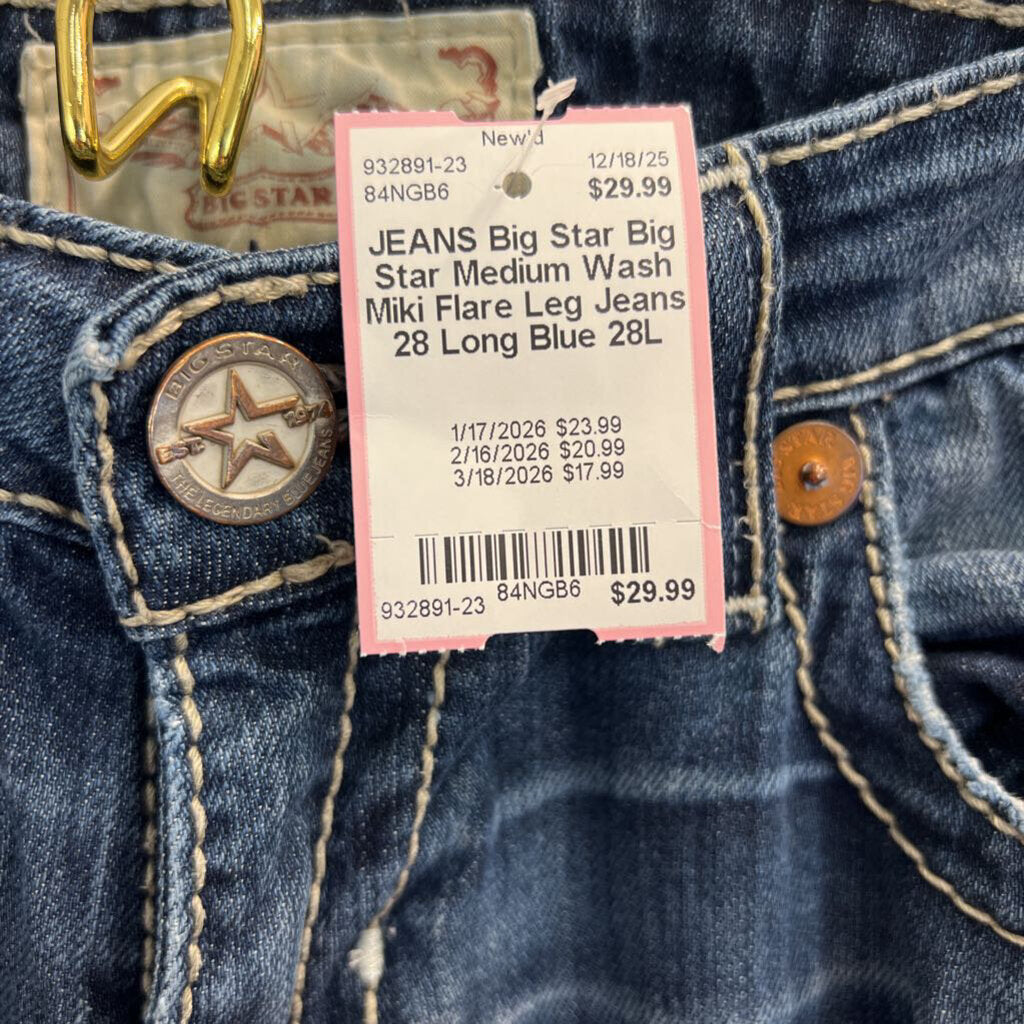 BIG STAR
New'd
932891-23
12/18/25
84NGB6
$29.99
JEANS Big Star Big
Star Medium Wash
Miki Flare Leg Jeans
28 Long Blue 28L
1/17/2026 $23.99
2/16/2026 $20.99
3/18/2026 $17.99
932891-23 84NGB6 $29.99
BIG STAR
EST. 1974
THE LEGENDARY BLUE JEANS
STAR